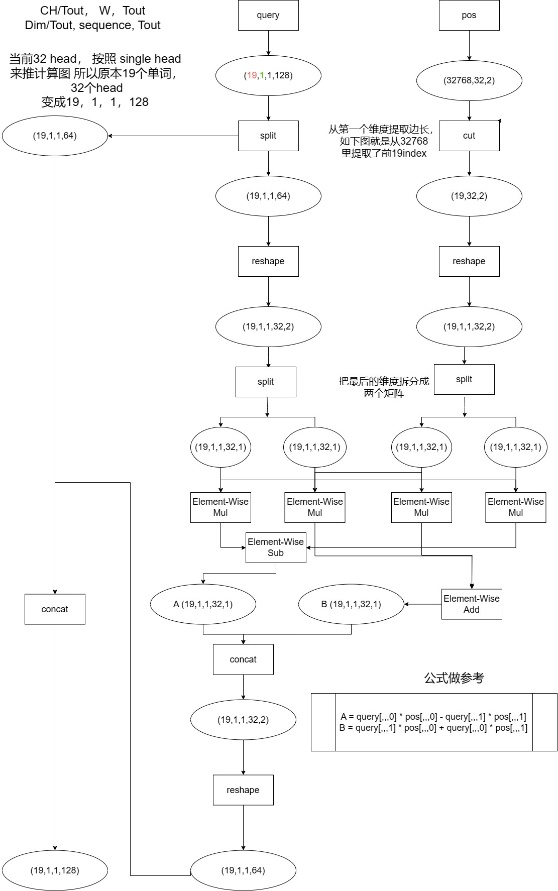 CH/Tout， W，Tout
Dim/Tout, sequence, Tout
当前32 head， 按照 single head
来推计算图 所以原本19个单词，
32个head
变成19，1，1，128
query
pos
(19,1,1,128)
(32768,32,2)
(19,1,1,64)
split
从第一个维度提取边长，
如下图就是从32768
里提取了前19index
cut
(19,1,1,64)
(19,32,2)
reshape
reshape
(19,1,1,32,2)
(19,1,1,32,2)
split
把最后的维度拆分成
两个矩阵
split
(19,1,1,32,1)
(19,1,1,32,1)
(19,1,1,32,1)
(19,1,1,32,1)
Element-Wise
Mul
Element-Wise
Mul
Element-Wise
Mul
Element-Wise
Mul
Element-Wise
Sub
concat
A (19,1,1,32,1)
B (19,1,1,32,1)
Element-Wise
Add
concat
公式做参考
(19,1,1,32,2)
A = query[,,,0] * pos[,,,0] - query[,,,1] * pos[,,,1]
B = query[,,,1] * pos[,,,0] + query[,,,0] * pos[,,,1]
reshape
(19,1,1,128)
(19,1,1,64)